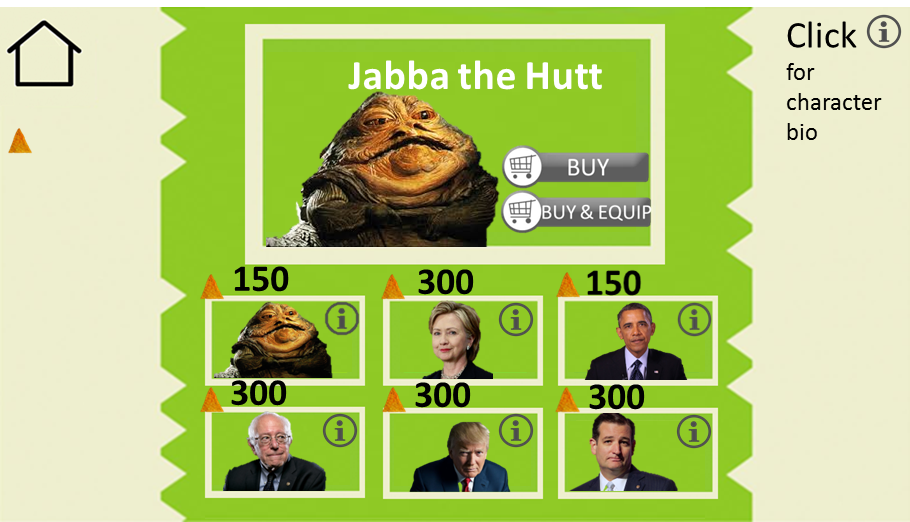 Jabba the Hutt
BUY
BUY & EQUIP
Click i
for
character
bio
150
300
150
i
i
i
300
300
300
i
i
i